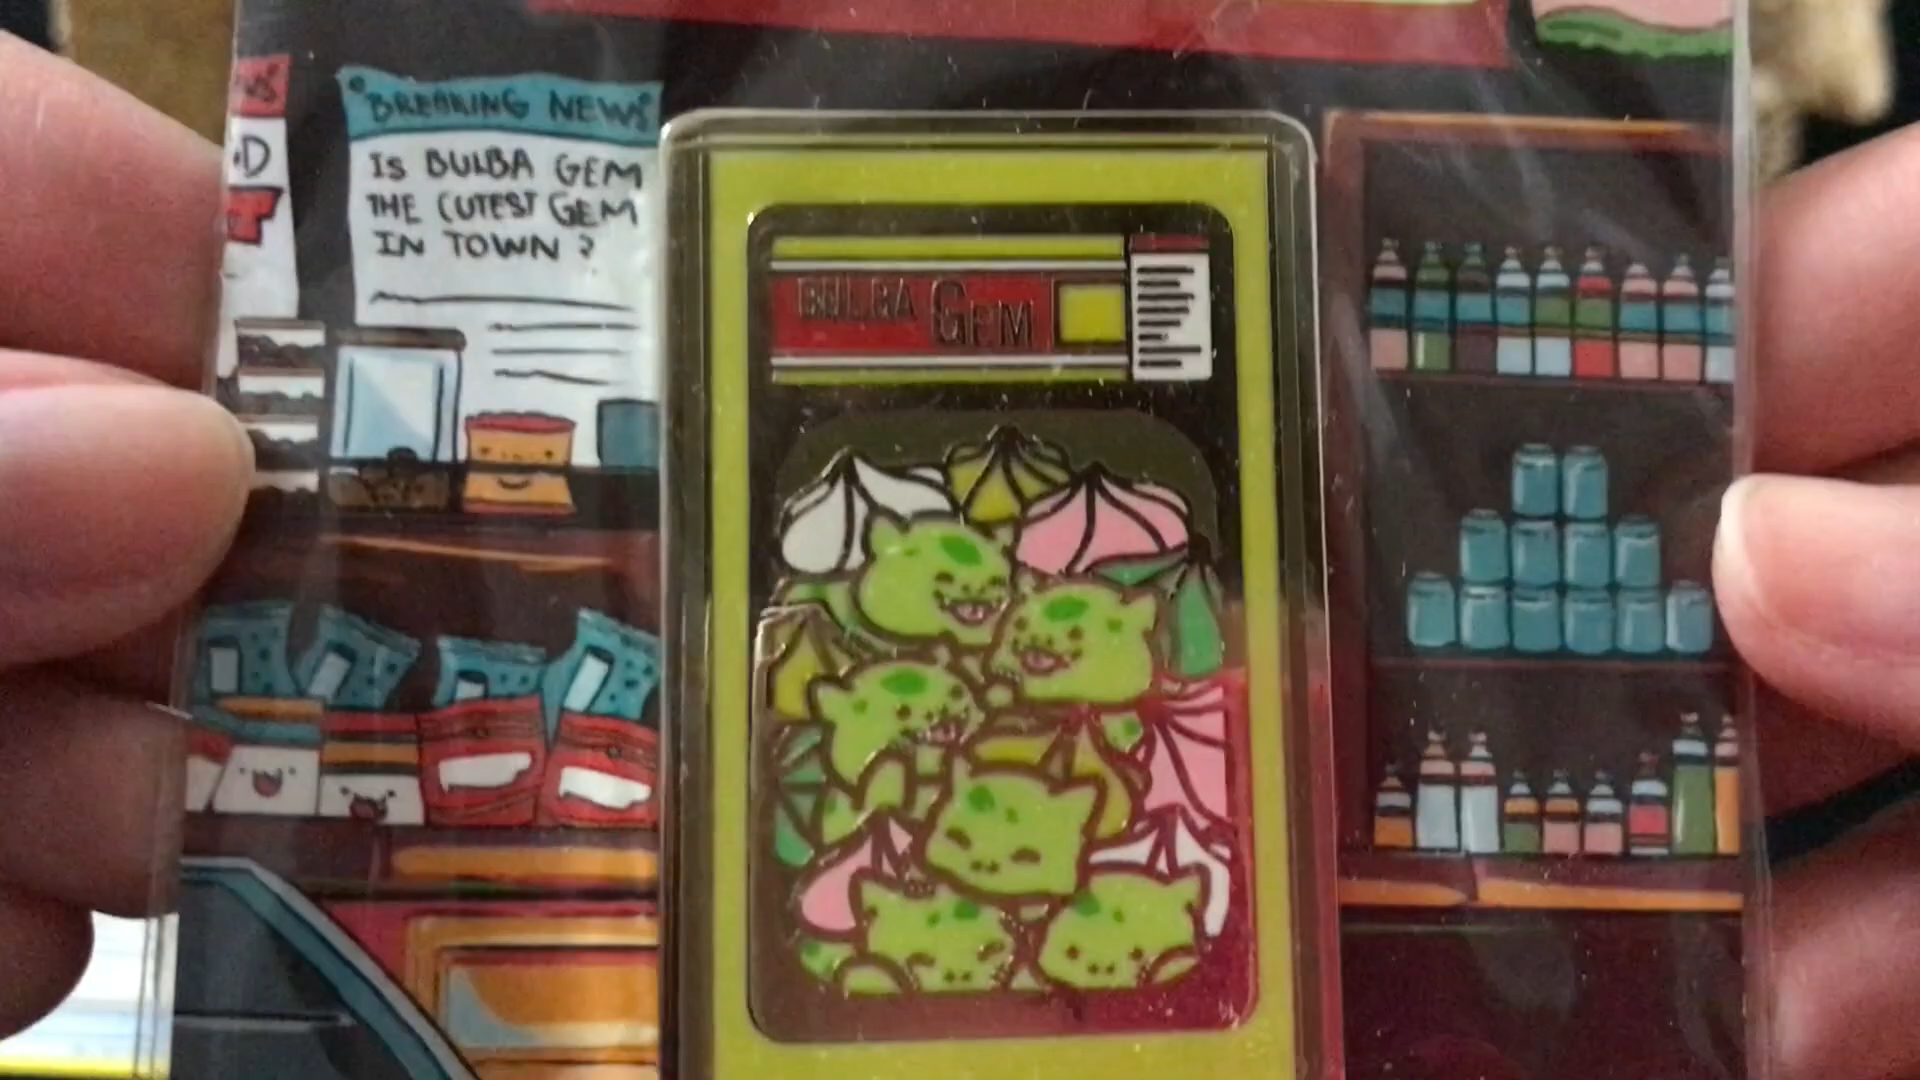 BREAKING NEWS
IS BULBA GEM
THE CUTEST GEM
IN TOWN?
BULBA GEM